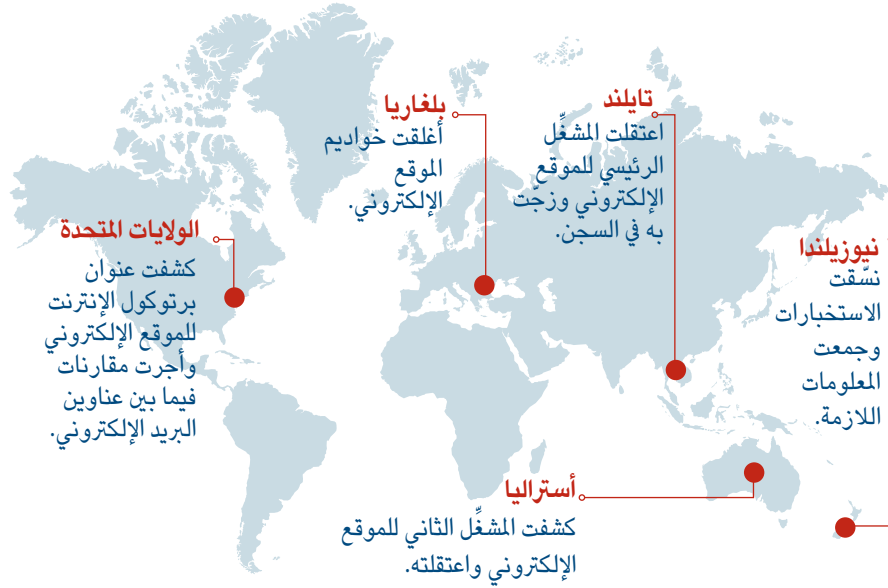 تايلند
اعتقلت المشغِّل
الرئيسي للموقع
الإلكتروني وزجّت
به في السجن.
بلغاريا
أغلقت خواديم
الموقع
الإلكتروني.
نيوزيلندا
نسّقت
الاستخبارات
وجمعت
المعلومات
اللازمة.
الولايات المتحدة
كشفت عنوان
برتوكول الإنترنت
للموقع الإلكتروني
وأجرت مقارنات
فيما بين عناوين
البريد الإلكتروني.
أستراليا
كشفت المشغِّل الثاني للموقع
الإلكتروني واعتقلته.